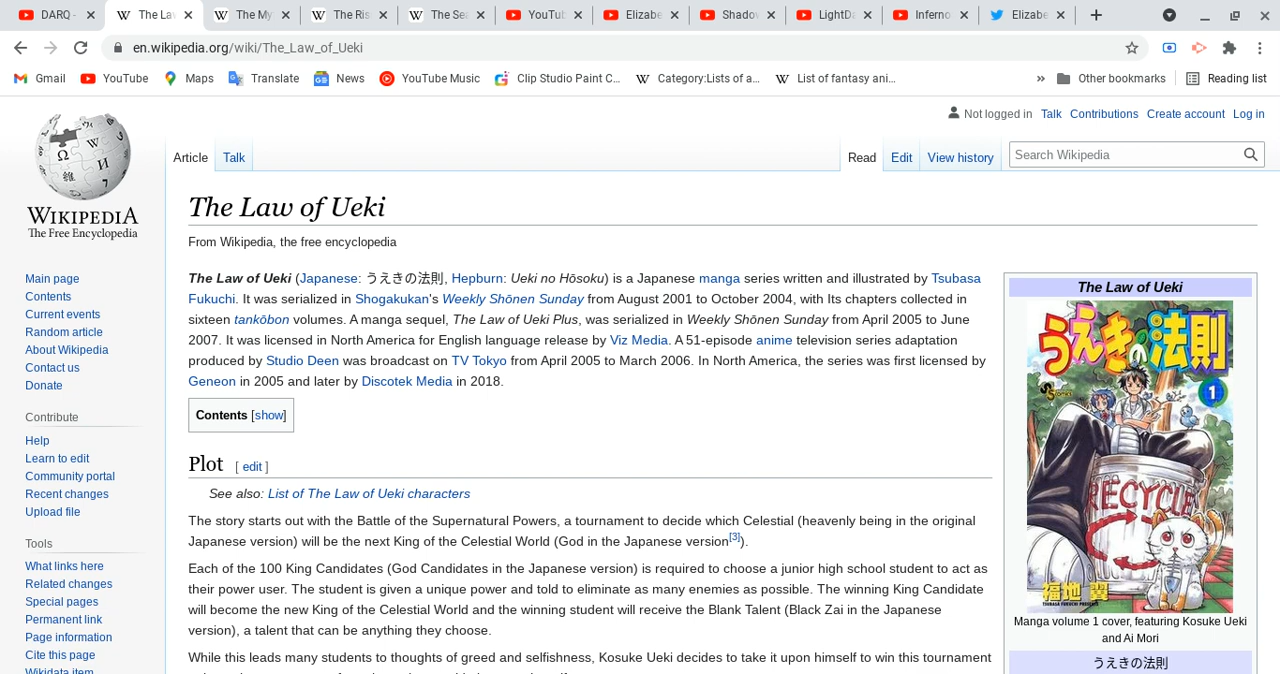 DARQ -
The Law
The My
The Ris
The Sea
YouTub
Elizabe
Shadow
LightDa
Inferno
Elizabe
en.wikipedia.org/wiki/The_Law_of_Ueki
Gmail
YouTube
Maps
Translate
News
YouTube Music
Clip Studio Paint C...
Category:Lists of a...
List of fantasy ani...
»
Other bookmarks
Reading list
Not logged in Talk Contributions Create account Log in
Article Talk Read Edit View history Search Wikipedia
WIKIPEDIA
The Free Encyclopedia
Main page
Contents
Current events
Random article
About Wikipedia
Contact us
Donate
Contribute
Help
Learn to edit
Community portal
Recent changes
Upload file
Tools
What links here
Related changes
Special pages
Permanent link
Page information
Cite this page
Wikidata item
The Law of Ueki
From Wikipedia, the free encyclopedia
The Law of Ueki (Japanese: うえきの法則, Hepburn: Ueki no Hōsoku) is a Japanese manga series written and illustrated by Tsubasa
Fukuchi. It was serialized in Shogakukan's Weekly Shōnen Sunday from August 2001 to October 2004, with Its chapters collected in
sixteen tankōbon volumes. A manga sequel, The Law of Ueki Plus, was serialized in Weekly Shōnen Sunday from April 2005 to June
2007. It was licensed in North America for English language release by Viz Media. A 51-episode anime television series adaptation
produced by Studio Deen was broadcast on TV Tokyo from April 2005 to March 2006. In North America, the series was first licensed by
Geneon in 2005 and later by Discotek Media in 2018.
Contents [show]
Plot [ edit ]
See also: List of The Law of Ueki characters
The story starts out with the Battle of the Supernatural Powers, a tournament to decide which Celestial (heavenly being in the original
Japanese version) will be the next King of the Celestial World (God in the Japanese version[3]).
Each of the 100 King Candidates (God Candidates in the Japanese version) is required to choose a junior high school student to act as
their power user. The student is given a unique power and told to eliminate as many enemies as possible. The winning King Candidate
will become the new King of the Celestial World and the winning student will receive the Blank Talent (Black Zai in the Japanese
version), a talent that can be anything they choose.
While this leads many students to thoughts of greed and selfishness, Kosuke Ueki decides to take it upon himself to win this tournament
The Law of Ueki
うえきの法則
1
RECYCLE
福地 翼
TSUBASA FUKUCHI PRESENTS
Manga volume 1 cover, featuring Kosuke Ueki
and Ai Mori
うえきの法則